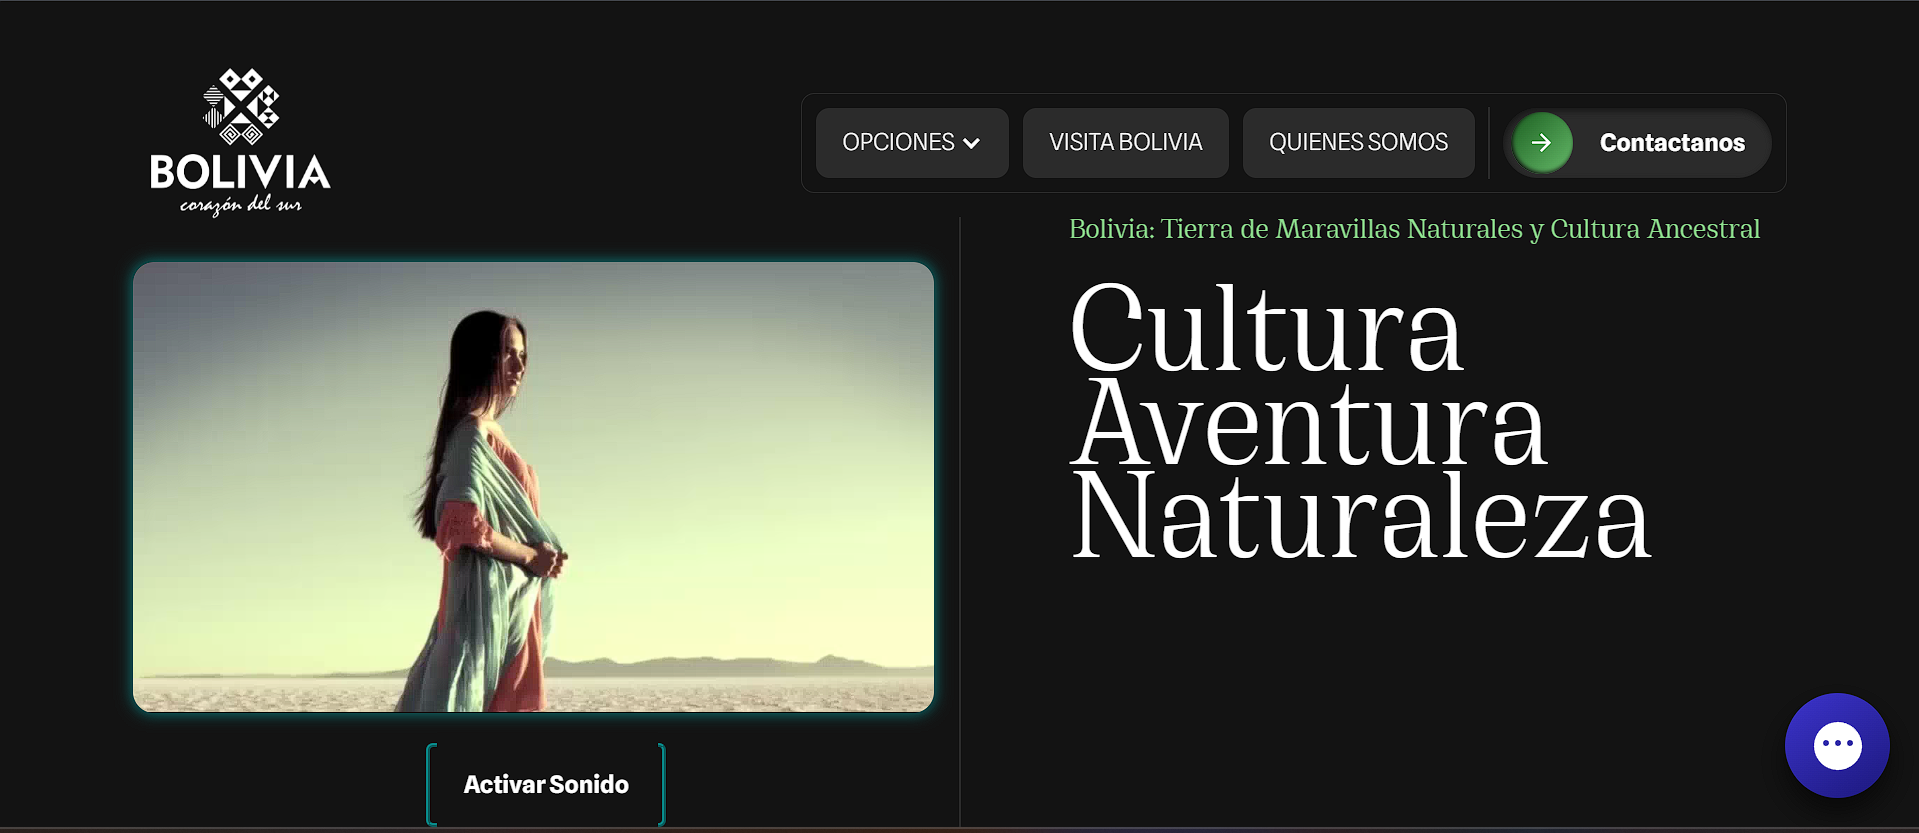 BOLIVIA
corazón del sur
OPCIONES
VISITA BOLIVIA
QUIENES SOMOS
Contactanos
Bolivia: Tierra de Maravillas Naturales y Cultura Ancestral
Cultura
Aventura
Naturaleza
Activar Sonido